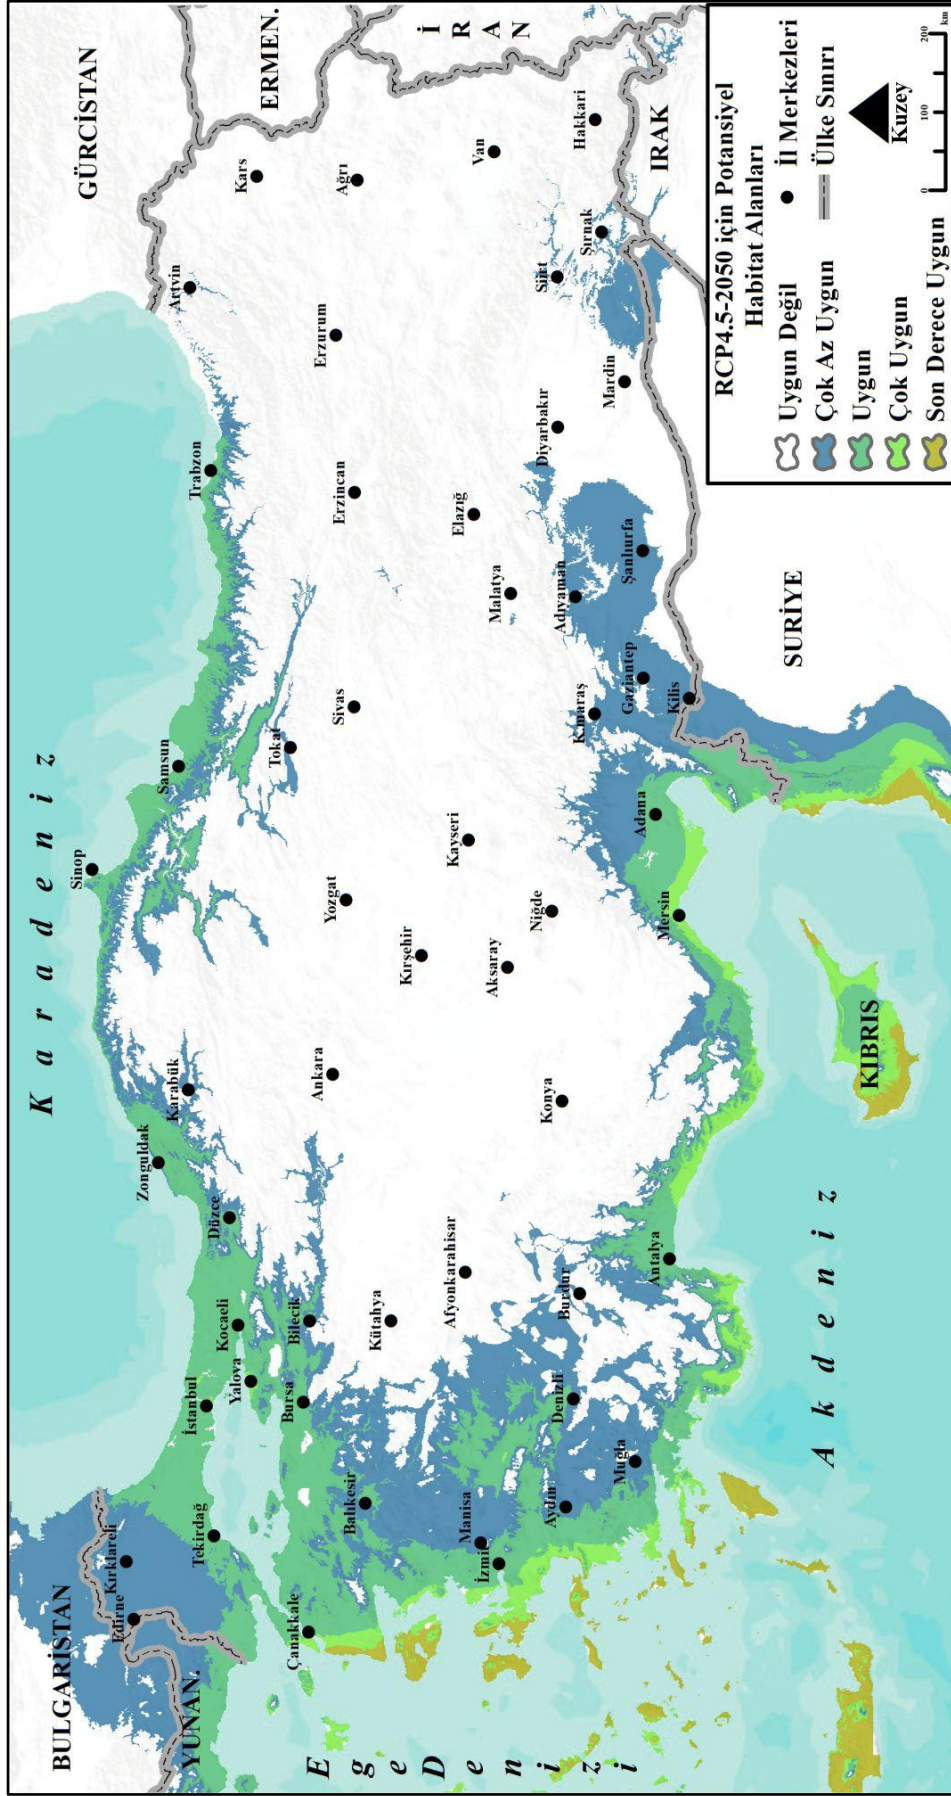 GÜRCİSTAN
ERMEN.
İRAN
IRAK
SURİYE
KIBRIS
BULGARİSTAN
YUNAN.
Karadeniz
Ege Denizi
Akdeniz
Kars
Ağrı
Van
Hakkari
Artvin
Erzurum
Siirt
Şırnak
Mardin
Diyarbakır
Trabzon
Erzincan
Elazığ
Malatya
Adıyaman
Şanlıurfa
Gaziantep
Kilis
K.maraş
Sivas
Tokat
Samsun
Sinop
Adana
Kayseri
Yozgat
Niğde
Mersin
Kırşehir
Aksaray
Ankara
Konya
Karabük
Zonguldak
Düzce
Antalya
Afyonkarahisar
Burdur
Kütahya
Bilecik
Kocaeli
Yalova
İstanbul
Bursa
Denizli
Muğla
Aydın
Balıkesir
Manisa
İzmir
Tekirdağ
Kırklareli
Edirne
Çanakkale
RCP4.5-2050 için Potansiyel
Habitat Alanları
Uygun Değil
Çok Az Uygun
Uygun
Çok Uygun
Son Derece Uygun
İl Merkezleri
Ülke Sınırı
Kuzey
0 100 200
km